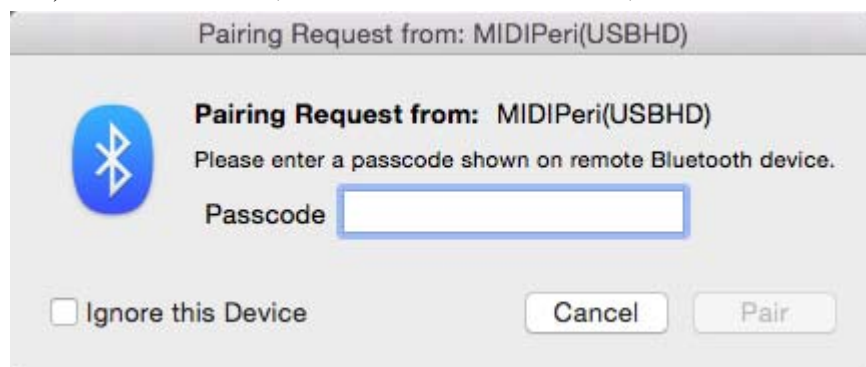 Pairing Request from: MIDIPeri(USBHD)
Pairing Request from: MIDIPeri(USBHD)
Please enter a passcode shown on remote Bluetooth device.
Passcode
Ignore this Device Cancel Pair